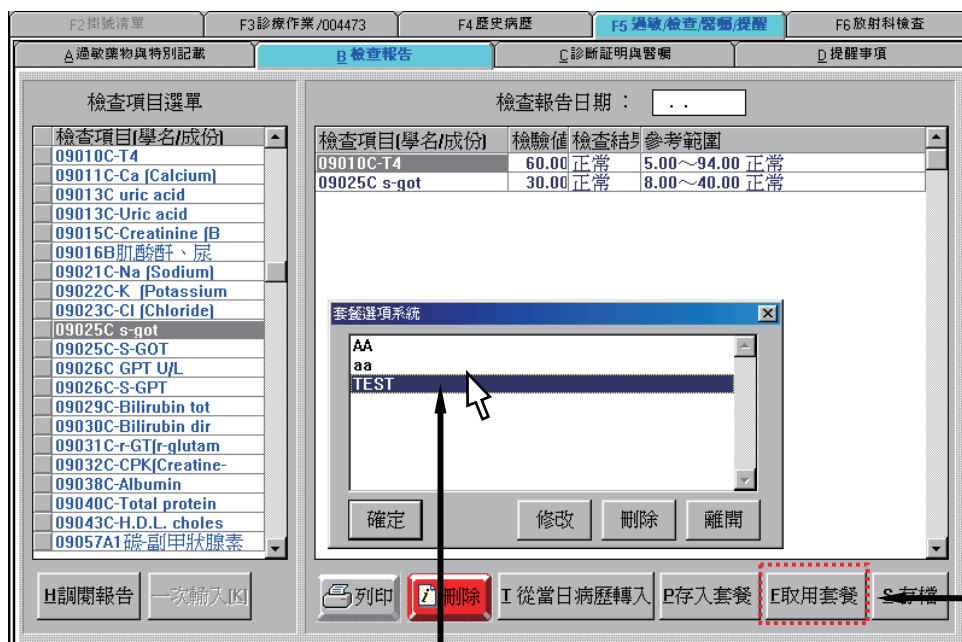 F2掛號清單 F3診療作業/004473 F4歷史病歷 F5過敏/檢查/醫囑/提醒 F6放射科檢查
A過敏藥物與特別記載 B檢查報告 C診斷証明與醫囑 D提醒事項
檢查項目選單
檢查項目(學名/成份)
09010C-T4
09011C-Ca (Calcium)
09013C uric acid
09013C-Uric acid
09015C-Creatinine (B
09016B肌酸酐、尿
09021C-Na (Sodium)
09022C-K (Potassium
09023C-Cl (Chloride)
09025C s-got
09025C-S-GOT
09026C GPT U/L
09026C-S-GPT
09029C-Bilirubin tot
09030C-Bilirubin dir
09031C-r-GT(r-glutam
09032C-CPK(Creatine-
09038C-Albumin
09040C-Total protein
09043C-H.D.L. choles
09057A1碳-副甲狀腺素
H調閱報告 一次輸入[K]
檢查報告日期： . .
檢查項目(學名/成份) 檢驗值 檢查結 參考範圍
09010C-T4 60.00 正常 5.00～94.00 正常
09025C s-got 30.00 正常 8.00～40.00 正常
套餐選項系統
AA
aa
TEST
確定 修改 刪除 離開
列印 刪除 I從當日病歷轉入 P存入套餐 E取用套餐 S存檔